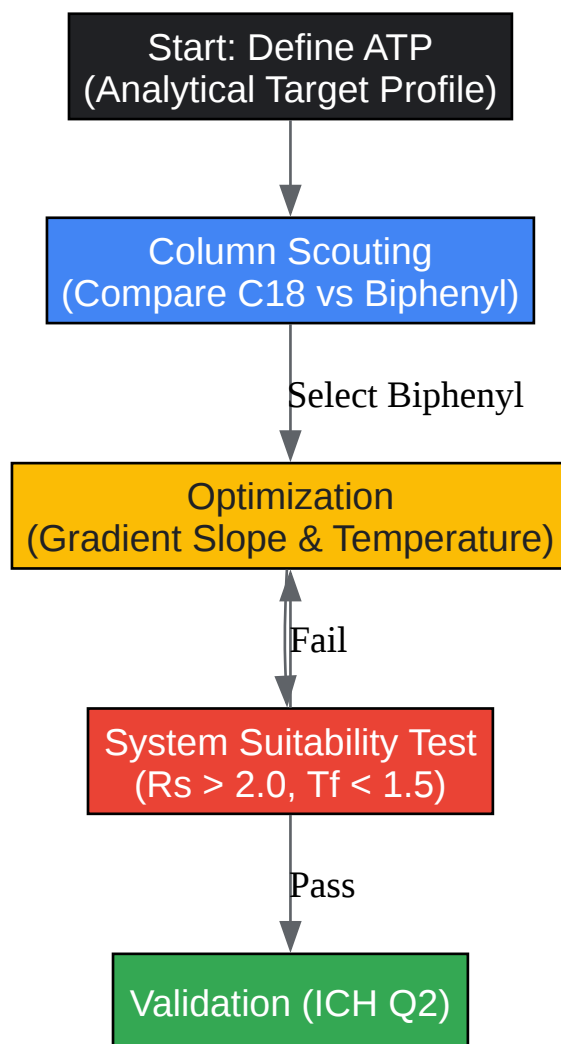 Start: Define ATP
(Analytical Target Profile)
Column Scouting
(Compare C18 vs Biphenyl)
Select Biphenyl
Optimization
(Gradient Slope & Temperature)
Fail
System Suitability Test
(Rs > 2.0, Tf < 1.5)
Pass
Validation (ICH Q2)